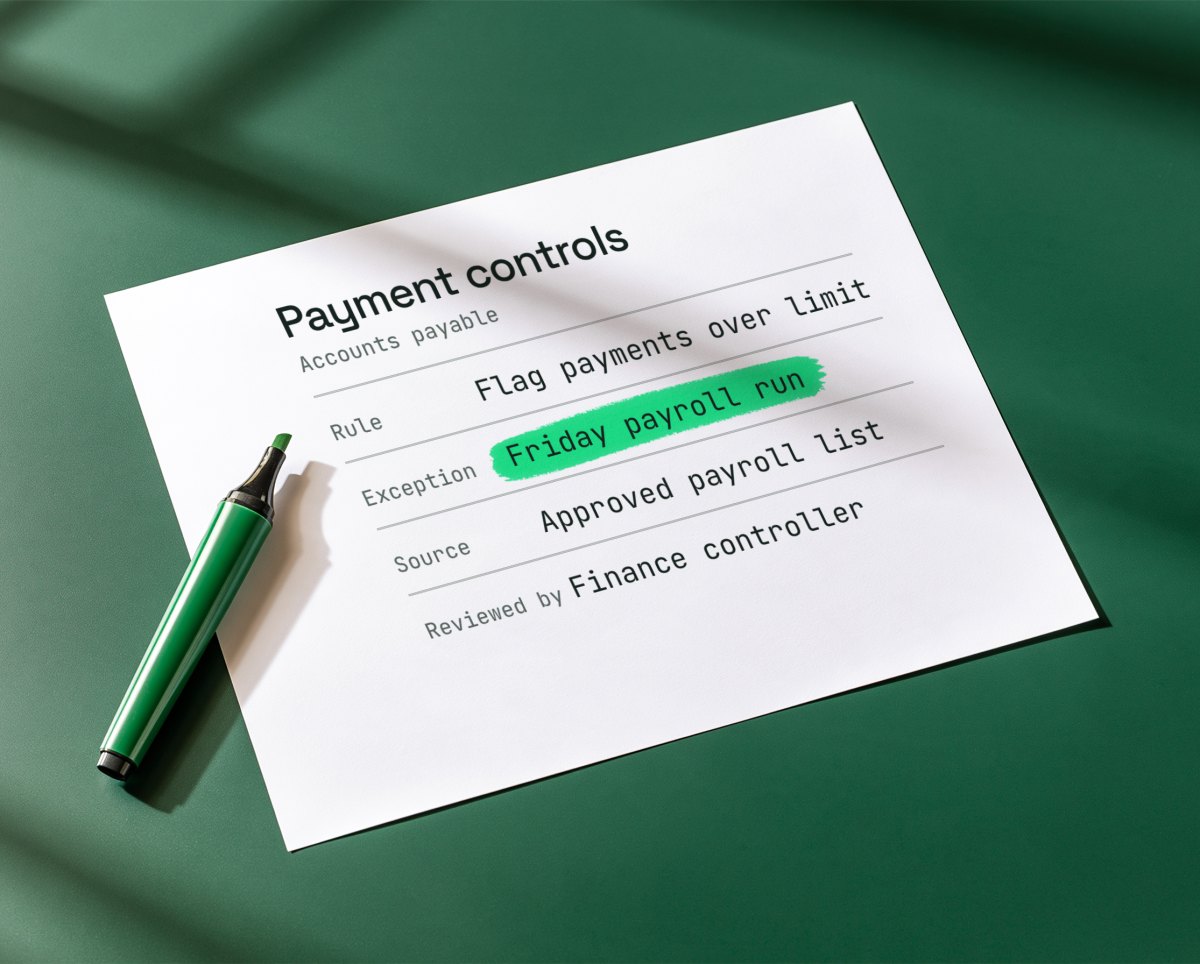 Payment controls
Accounts payable
Rule Flag payments over limit
Exception Friday payroll run
Source Approved payroll list
Reviewed by Finance controller